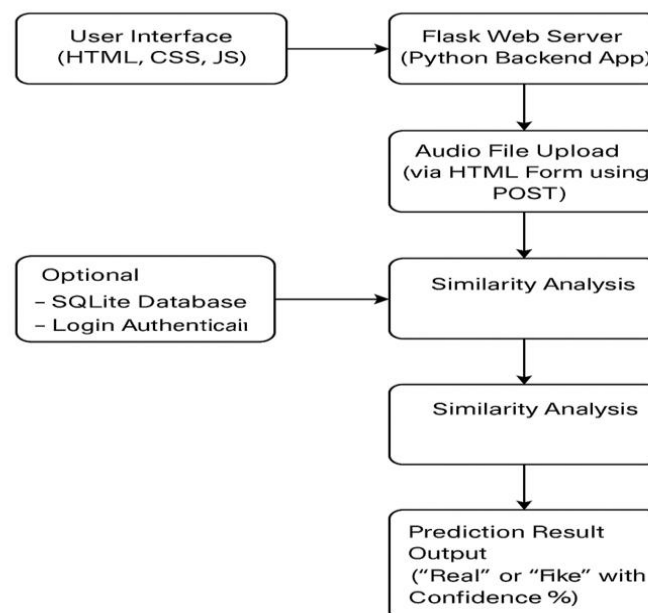 User Interface
(HTML, CSS, JS)
Flask Web Server
(Python Backend App)
Audio File Upload
(via HTML Form using
POST)
Optional
– SQLite Database
– Login Authenticaiı
Similarity Analysis
Similarity Analysis
Prediction Result
Output
("Real" or "Fike" with
Confidence %)